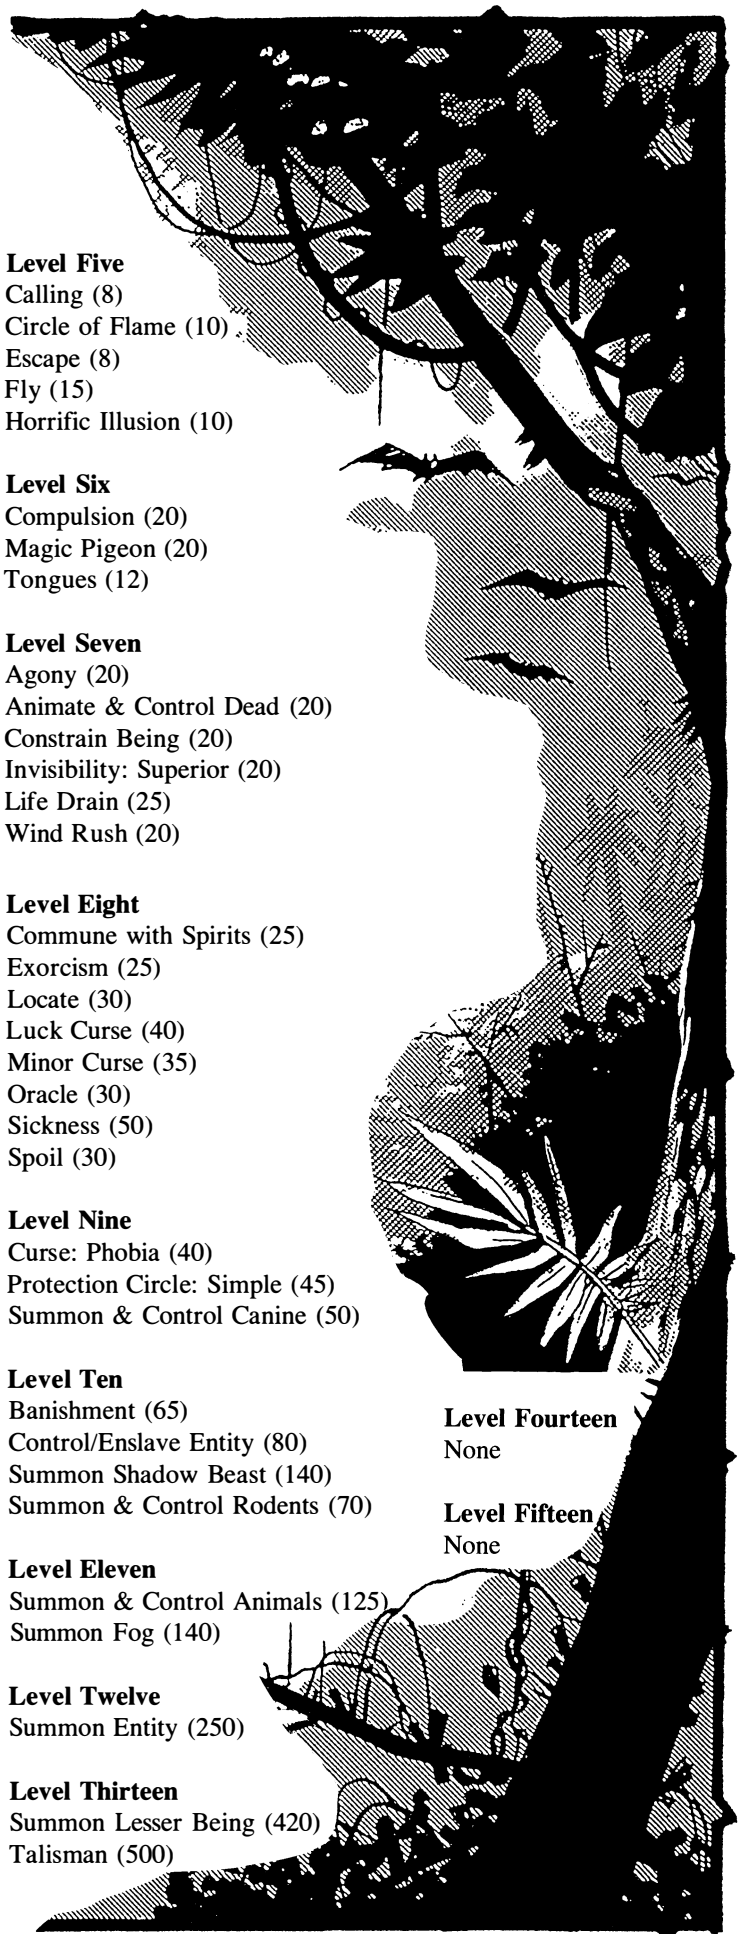 Level Five
Calling (8)
Circle of Flame (10)
Escape (8)
Fly (15)
Horrific Illusion (10)
Level Six
Compulsion (20)
Magic Pigeon (20)
Tongues (12)
Level Seven
Agony (20)
Animate & Control Dead (20)
Constrain Being (20)
Invisibility: Superior (20)
Life Drain (25)
Wind Rush (20)
Level Eight
Commune with Spirits (25)
Exorcism (25)
Locate (30)
Luck Curse (40)
Minor Curse (35)
Oracle (30)
Sickness (50)
Spoil (30)
Level Nine
Curse: Phobia (40)
Protection Circle: Simple (45)
Summon & Control Canine (50)
Level Ten
Banishment (65)
Control/Enslave Entity (80)
Summon Shadow Beast (140)
Summon & Control Rodents (70)
Level Eleven
Summon & Control Animals (125)
Summon Fog (140)
Level Twelve
Summon Entity (250)
Level Thirteen
Summon Lesser Being (420)
Talisman (500)
Level Fourteen
None
Level Fifteen
None